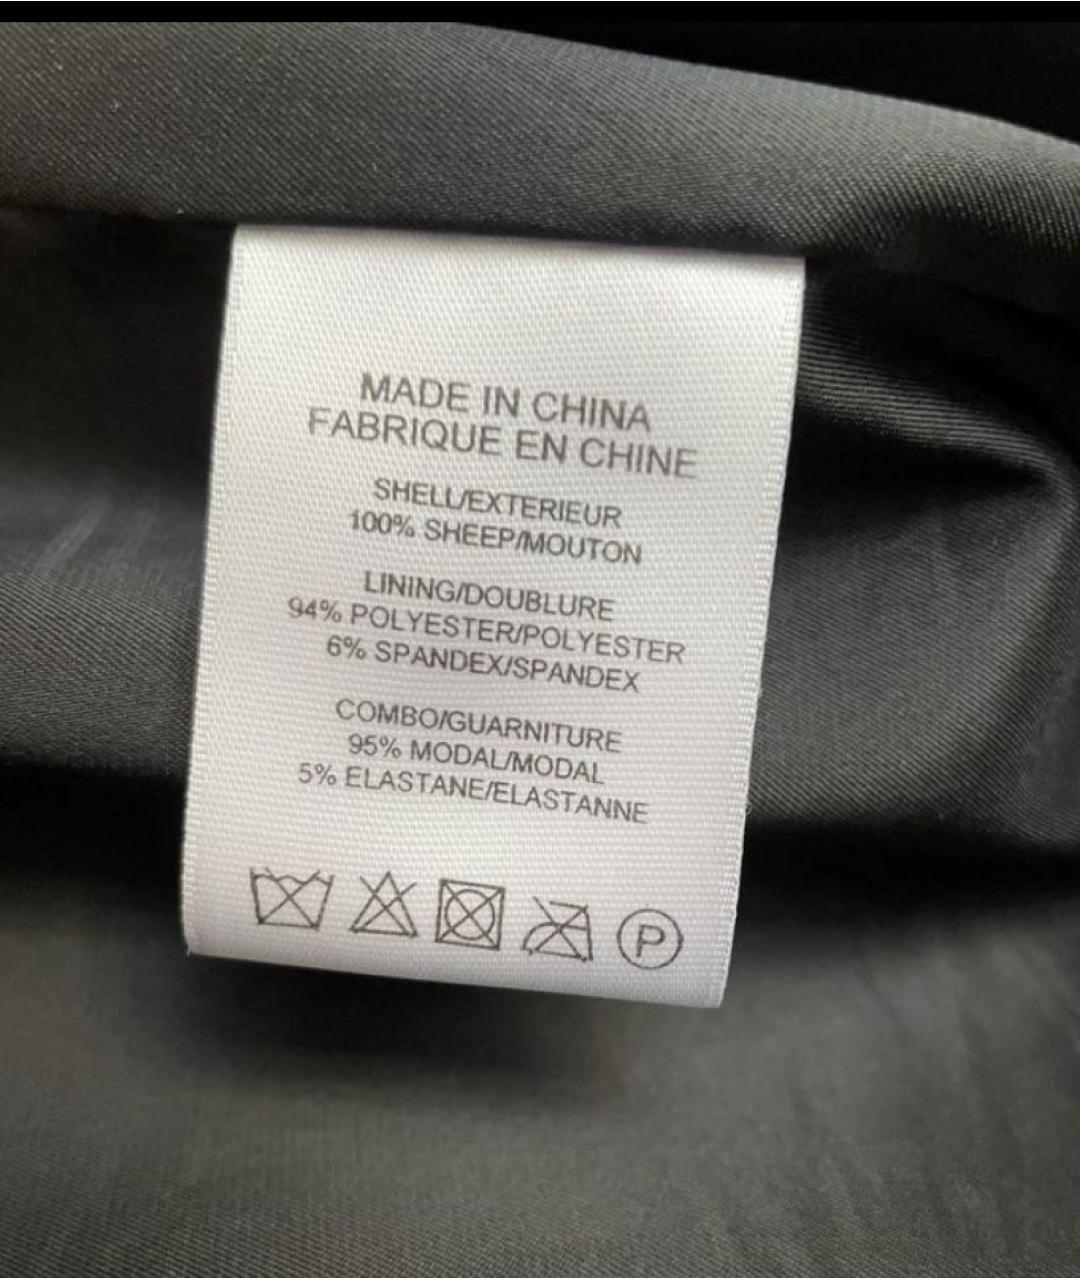 MADE IN CHINA
FABRIQUE EN CHINE
SHELL/EXTERIEUR
100% SHEEP/MOUTON
LINING/DOUBLURE
94% POLYESTER/POLYESTER
6% SPANDEX/SPANDEX
COMBO/GUARNITURE
95% MODAL/MODAL
5% ELASTANE/ELASTANNE
P